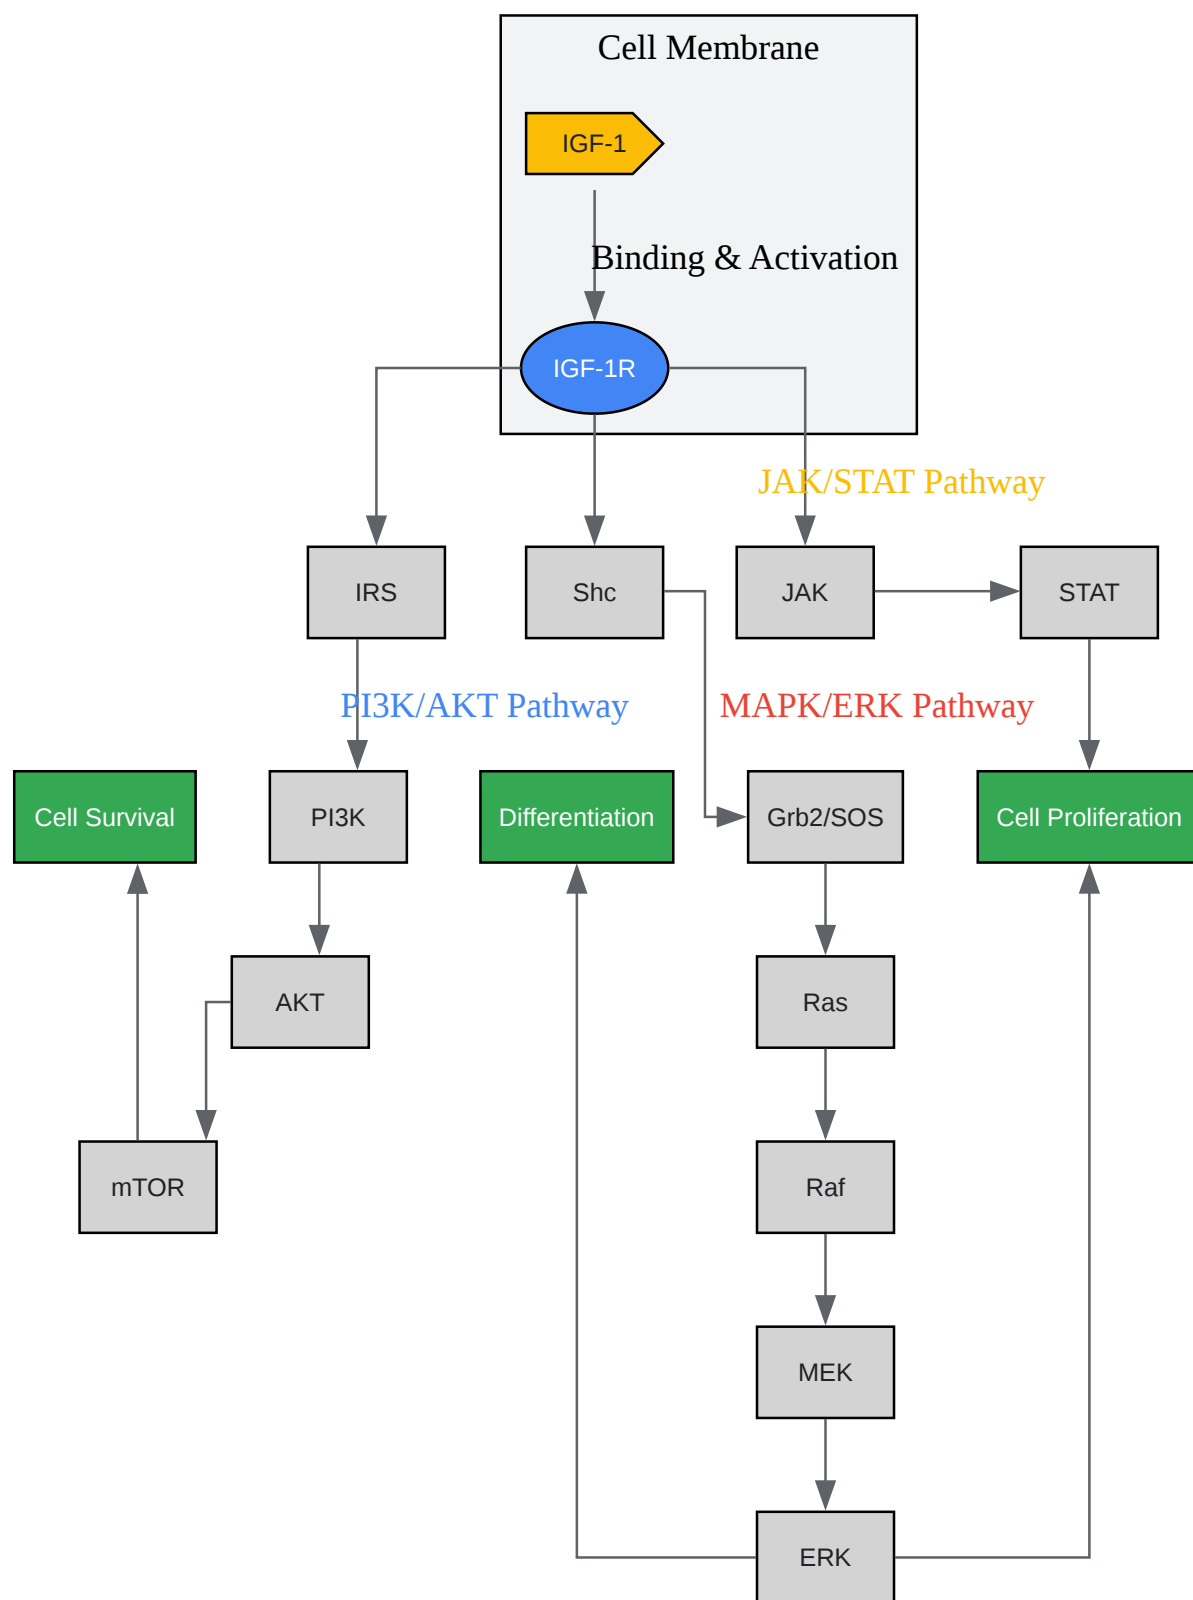 Cell Membrane
IGF-1
Binding & Activation
IGF-1R
JAK/STAT Pathway
IRS
Shc
JAK
STAT
PI3K/AKT Pathway
MAPK/ERK Pathway
Cell Survival
PI3K
Differentiation
Grb2/SOS
Cell Proliferation
AKT
Ras
mTOR
Raf
MEK
ERK